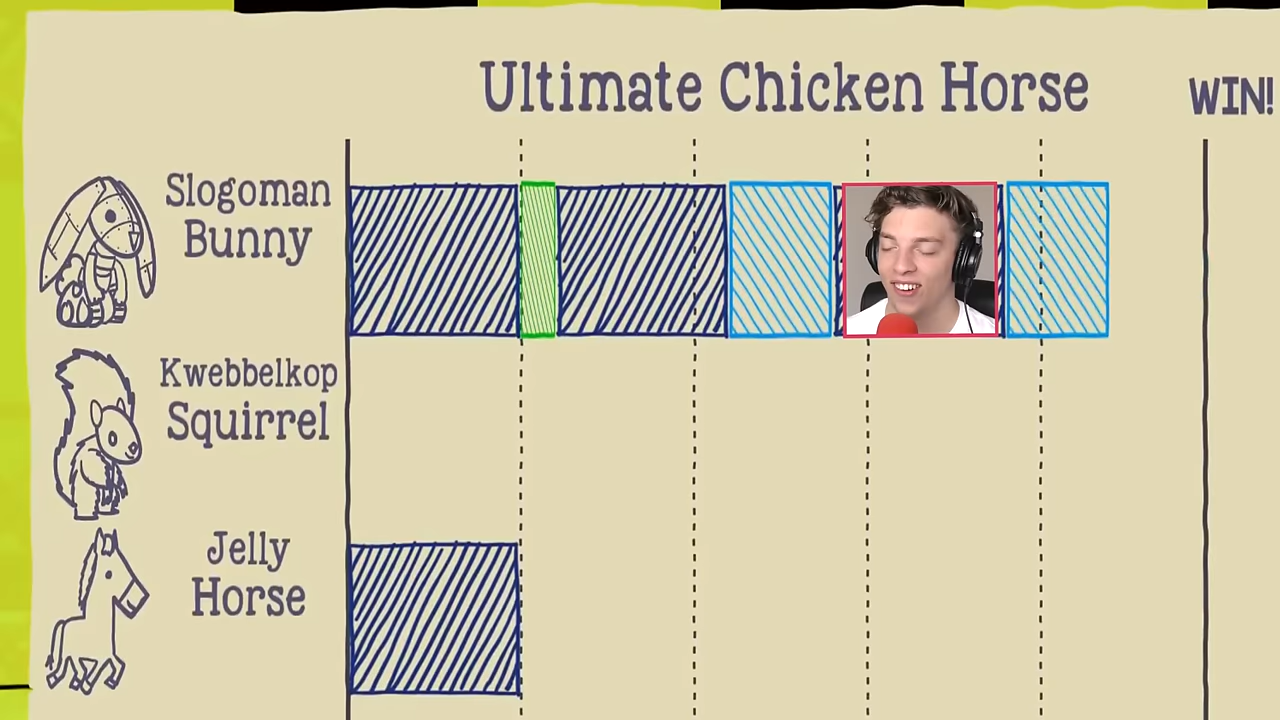 Ultimate Chicken Horse
WIN!
Slogoman
Bunny
Kwebbelkop
Squirrel
Jelly
Horse